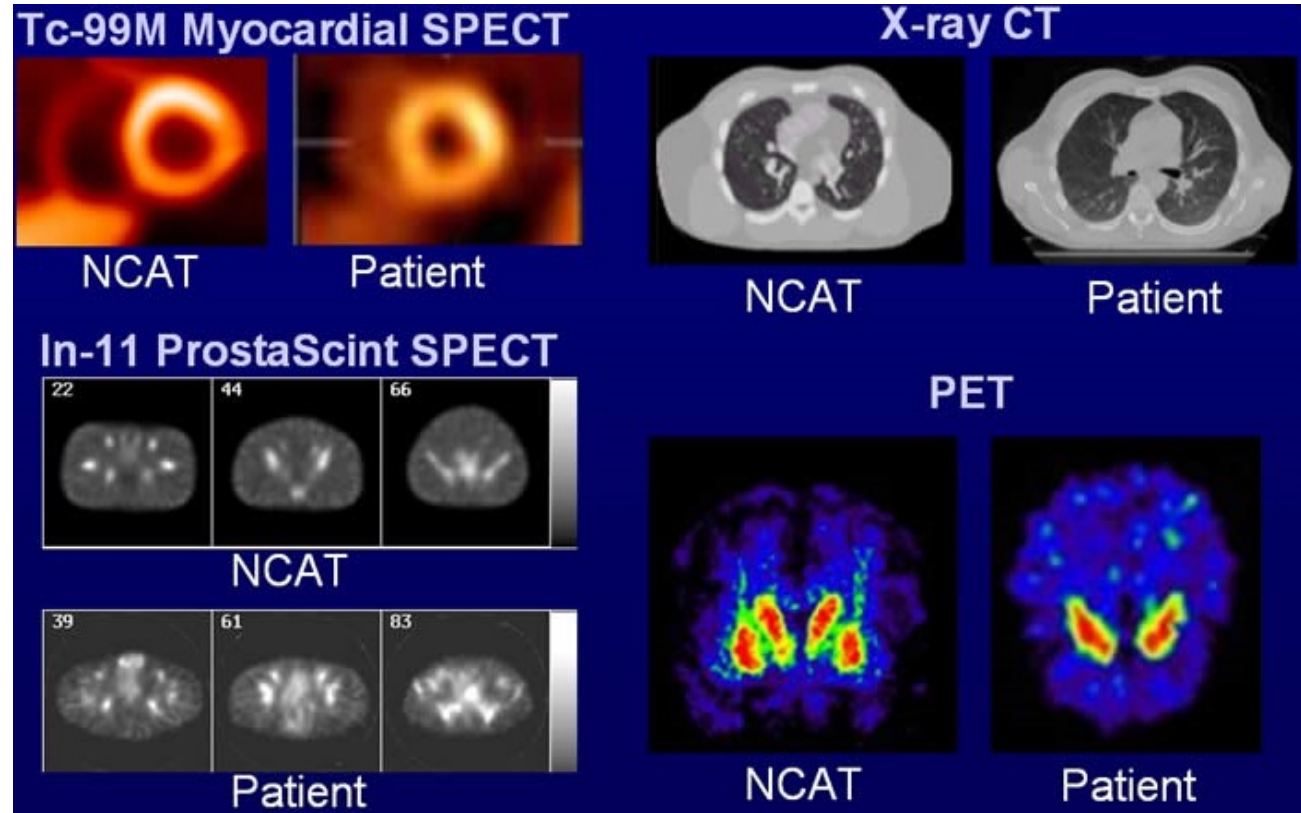 Tc-99M Myocardial SPECT
NCAT
Patient
X-ray CT
NCAT
Patient
In-11 ProstaScint SPECT
22
44
66
NCAT
39
61
83
Patient
PET
NCAT
Patient